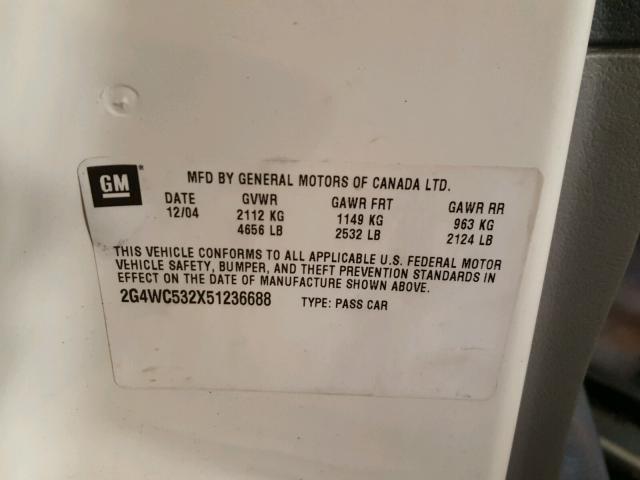 GM
MFD BY GENERAL MOTORS OF CANADA LTD.
DATE GVWR GAWR FRT GAWR RR
12/04 2112 KG 1149 KG 963 KG
4656 LB 2532 LB 2124 LB
THIS VEHICLE CONFORMS TO ALL APPLICABLE U.S. FEDERAL MOTOR
VEHICLE SAFETY, BUMPER, AND THEFT PREVENTION STANDARDS IN
EFFECT ON THE DATE OF MANUFACTURE SHOWN ABOVE.
2G4WC532X51236688 TYPE: PASS CAR